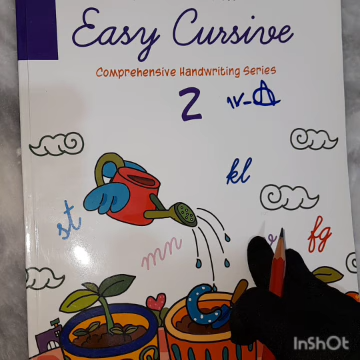 Easy Cursive
Comprehensive Handwriting Series
2
kl
st
fg
mn
InShOt